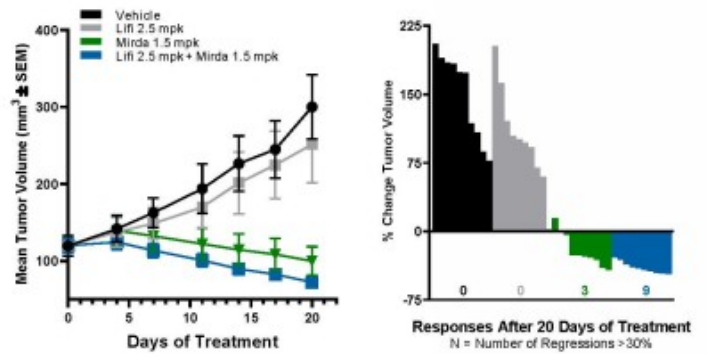 Vehicle
Lifi 2.5 mpk
Mirda 1.5 mpk
Lifi 2.5 mpk + Mirda 1.5 mpk
Mean Tumor Volume (mm³ ± SEM)
400
300
200
100
0 5 10 15 20
Days of Treatment
% Change Tumor Volume
225
150
75
0
-75
0 0 3 9
Responses After 20 Days of Treatment
N = Number of Regressions >30%